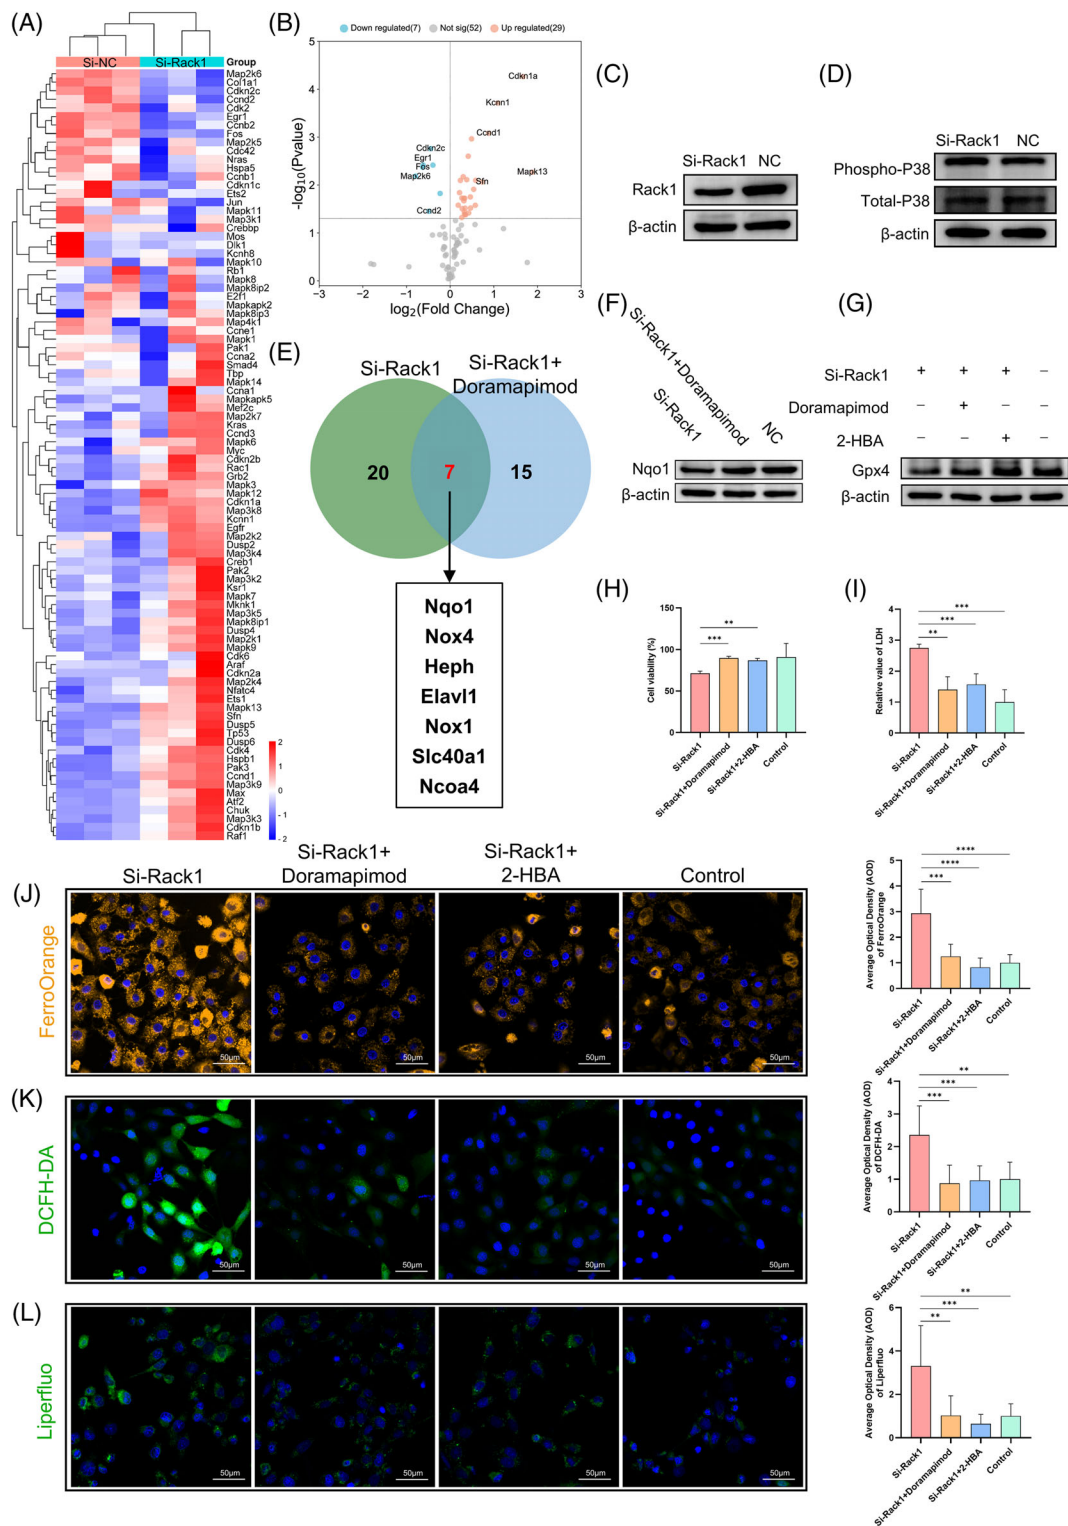 (A)
Si-NC
Si-Rack1
Group
Map2k6
Col1a1
Cdkn2c
Ccnd2
Cdk2
Egr1
Ccnb2
Fos
Map2k5
Cdc42
Nras
Hspa5
Ccnb1
Cdkn1c
Ets2
Jun
Mapk11
Map3k1
Crebbp
Mos
Dlk1
Kcnh8
Mapk10
Rb1
Mapk8
Mapk8ip2
E2f1
Mapkapk2
Mapk8ip3
Map4k1
Ccne1
Mapk1
Pak1
Ccna2
Smad4
Tbp
Mapk14
Ccna1
Mapkapk5
Mef2c
Map2k7
Kras
Ccnd3
Mapk6
Myc
Cdkn2b
Rac1
Grb2
Mapk3
Mapk12
Cdkn1a
Map3k8
Kcnn1
Egfr
Map2k2
Dusp2
Map3k4
Creb1
Pak2
Map3k2
Ksr1
Mapk7
Mknk1
Map3k5
Mapk8ip1
Dusp4
Map2k1
Mapk9
Cdk6
Araf
Cdkn2a
Map2k4
Nfatc4
Ets1
Mapk13
Sfn
Dusp5
Tp53
Dusp6
Cdk4
Hspb1
Pak3
Ccnd1
Map3k9
Max
Atf2
Chuk
Map3k3
Cdkn1b
Raf1
2
1
0
-1
-2
(B)
Down regulated(7) Not sig(52) Up regulated(29)
-log10(Pvalue)
5
4
3
2
1
0
Cdkn1a
Kcnn1
Ccnd1
Cdkn2c
Egr1
Fos
Map2k6
Mapk13
Sfn
Ccnd2
−3 −2 −1 0 1 2 3
log2(Fold Change)
(C)
Si-Rack1 NC
Rack1
β-actin
(D)
Si-Rack1 NC
Phospho-P38
Total-P38
β-actin
(E)
Si-Rack1
Si-Rack1+
Doramapimod
20
7
15
Nqo1
Nox4
Heph
Elavl1
Nox1
Slc40a1
Ncoa4
(F)
Si-Rack1
Si-Rack1+Doramapimod
NC
Nqo1
β-actin
(G)
Si-Rack1 + + + −
Doramapimod − + − −
2-HBA − − + −
Gpx4
β-actin
(H)
Cell viability (%)
150
100
50
0
***
**
Si-Rack1
Si-Rack1+Doramapimod
Si-Rack1+2-HBA
Control
(I)
Relative value of LDH
4
3
2
1
0
**
***
***
Si-Rack1
Si-Rack1+Doramapimod
Si-Rack1+2-HBA
Control
Si-Rack1
Si-Rack1+
Doramapimod
Si-Rack1+
2-HBA
Control
(J)
FerroOrange
50μm
50μm
50μm
50μm
Average Optical Density (AOD)
of FerroOrange
5
4
3
2
1
0
***
****
****
Si-Rack1
Si-Rack1+Doramapimod
Si-Rack1+2-HBA
Control
(K)
DCFH-DA
50μm
50μm
50μm
50μm
Average Optical Density (AOD)
of DCFH-DA
4
3
2
1
0
***
***
**
Si-Rack1
Si-Rack1+Doramapimod
Si-Rack1+2-HBA
Control
(L)
Liperfluo
50μm
50μm
50μm
50μm
Average Optical Density (AOD)
of Liperfluo
6
4
2
0
**
***
**
Si-Rack1
Si-Rack1+Doramapimod
Si-Rack1+2-HBA
Control